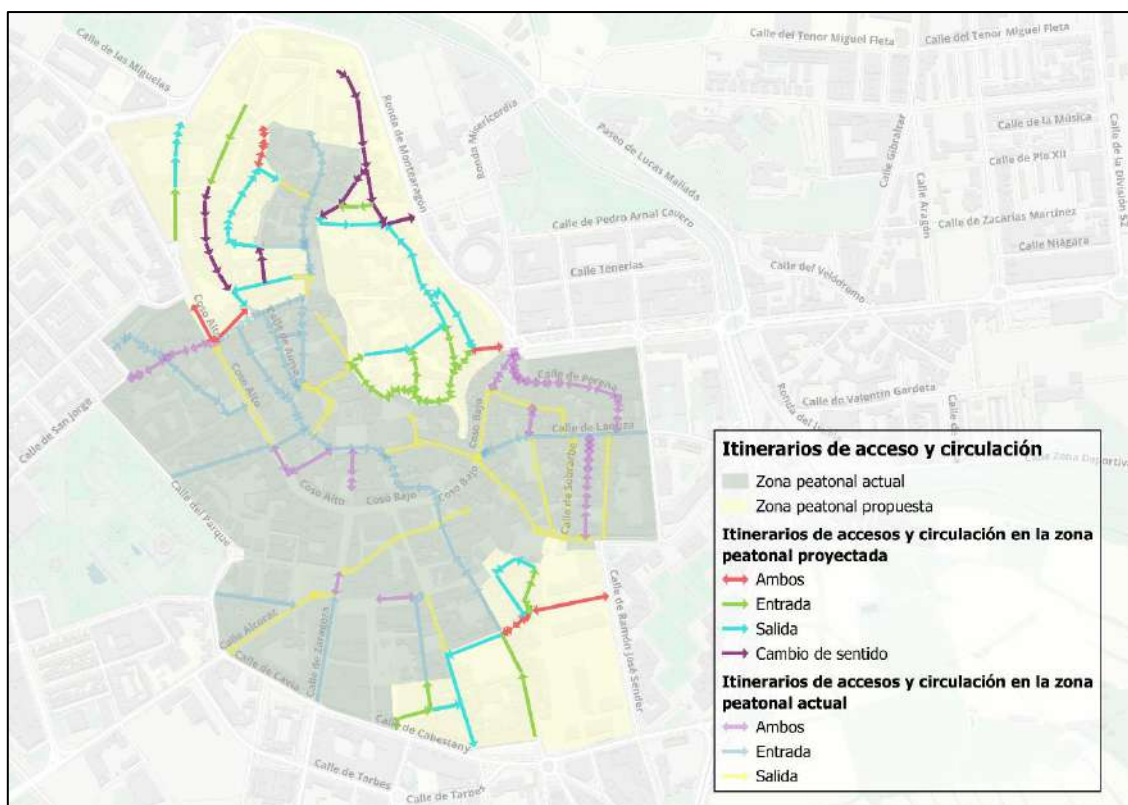 Calle del Tenor Miguel Fleta
Calle del Tenor Miguel Fleta
Calle de las Miguelas
Ronda de Montearagón
Ronda Misericordia
Paseo de Lucas Mallada
Calle Gibraltar
Calle Aragón
Calle de la Música
Calle de Pío XII
Calle de la División 52
Calle de Pedro Arnal Cavero
Calle de Zacarías Martínez
Calle Niágara
Calle Tenerías
Calle del Velódromo
Coso Alto
Calle de San Jorge
Coso Alto
Coso Bajo
Calle de Lanuza
Calle de Valentín Gardeta
Calle del Parque
Coso Alto
Coso Bajo
Coso Bajo
Calle de Sobrarbe
Calle Alcoraz
Calle de Zaragoza
Calle de Cavia
Calle de Ramón José Sender
Calle de Cabestany
Calle de Tarbes
Calle de Tarbes
Itinerarios de acceso y circulación
Zona peatonal actual
Zona peatonal propuesta
Itinerarios de accesos y circulación en la zona
peatonal proyectada
Ambos
Entrada
Salida
Cambio de sentido
Itinerarios de accesos y circulación en la zona
peatonal actual
Ambos
Entrada
Salida